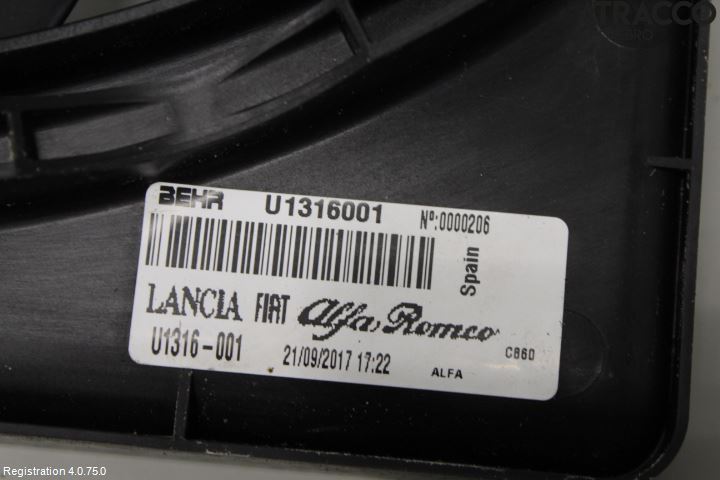 ATRACCO
BEHR U1316001 Nº:0000206
Spain
LANCIA FIAT Alfa Romeo
U1316-001 21/09/2017 17:22 ALFA C860
Registration 4.0.75.0